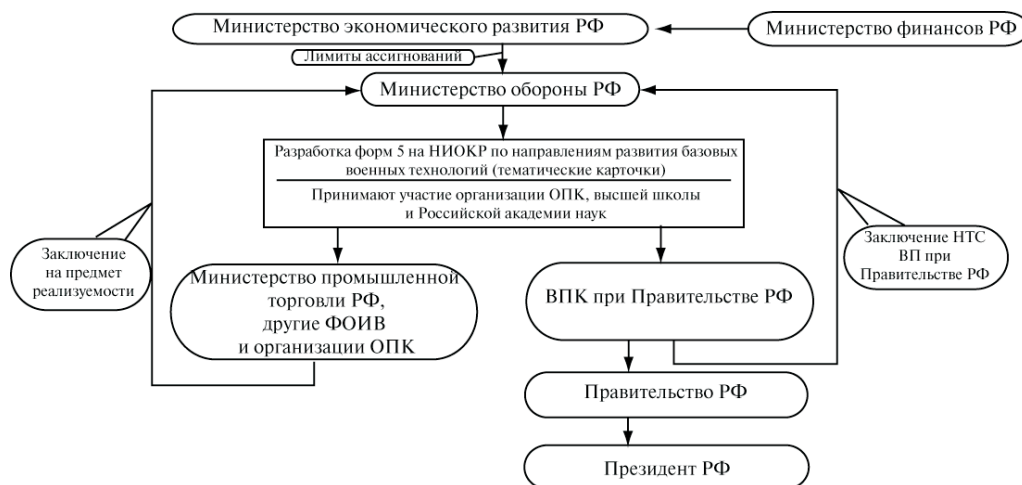 Министерство экономического развития РФ
Министерство финансов РФ
Лимиты ассигнований
Министерство обороны РФ
Разработка форм 5 на НИОКР по направлениям развития базовых
военных технологий (тематические карточки)
Принимают участие организации ОПК, высшей школы
и Российской академии наук
Заключение
на предмет
реализуемости
Министерство промышленной
торговли РФ,
другие ФОИВ
и организации ОПК
ВПК при Правительстве РФ
Заключение НТС
ВП при
Правительстве РФ
Правительство РФ
Президент РФ